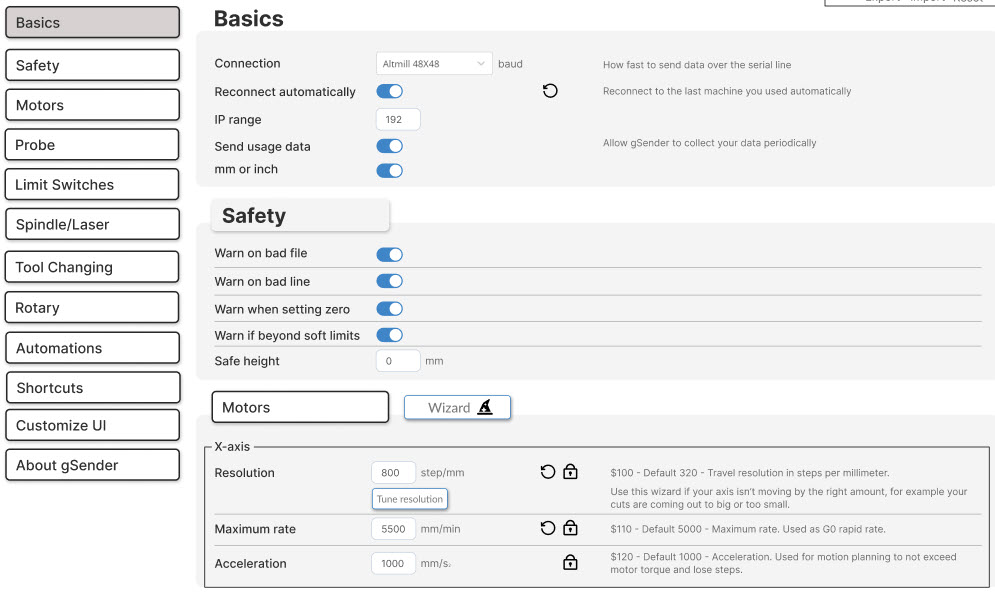 Basics
Safety
Motors
Probe
Limit Switches
Spindle/Laser
Tool Changing
Rotary
Automations
Shortcuts
Customize UI
About gSender
Basics
Connection
Altmill 48X48
baud
How fast to send data over the serial line
Reconnect automatically
Reconnect to the last machine you used automatically
IP range
192
Send usage data
Allow gSender to collect your data periodically
mm or inch
Safety
Warn on bad file
Warn on bad line
Warn when setting zero
Warn if beyond soft limits
Safe height
0
mm
Motors
Wizard
X-axis
Resolution
800
step/mm
$100 - Default 320 - Travel resolution in steps per millimeter.
Tune resolution
Use this wizard if your axis isn't moving by the right amount, for example your
cuts are coming out to big or too small.
Maximum rate
5500
mm/min
$110 - Default 5000 - Maximum rate. Used as G0 rapid rate.
Acceleration
1000
mm/s₂
$120 - Default 1000 - Acceleration. Used for motion planning to not exceed
motor torque and lose steps.